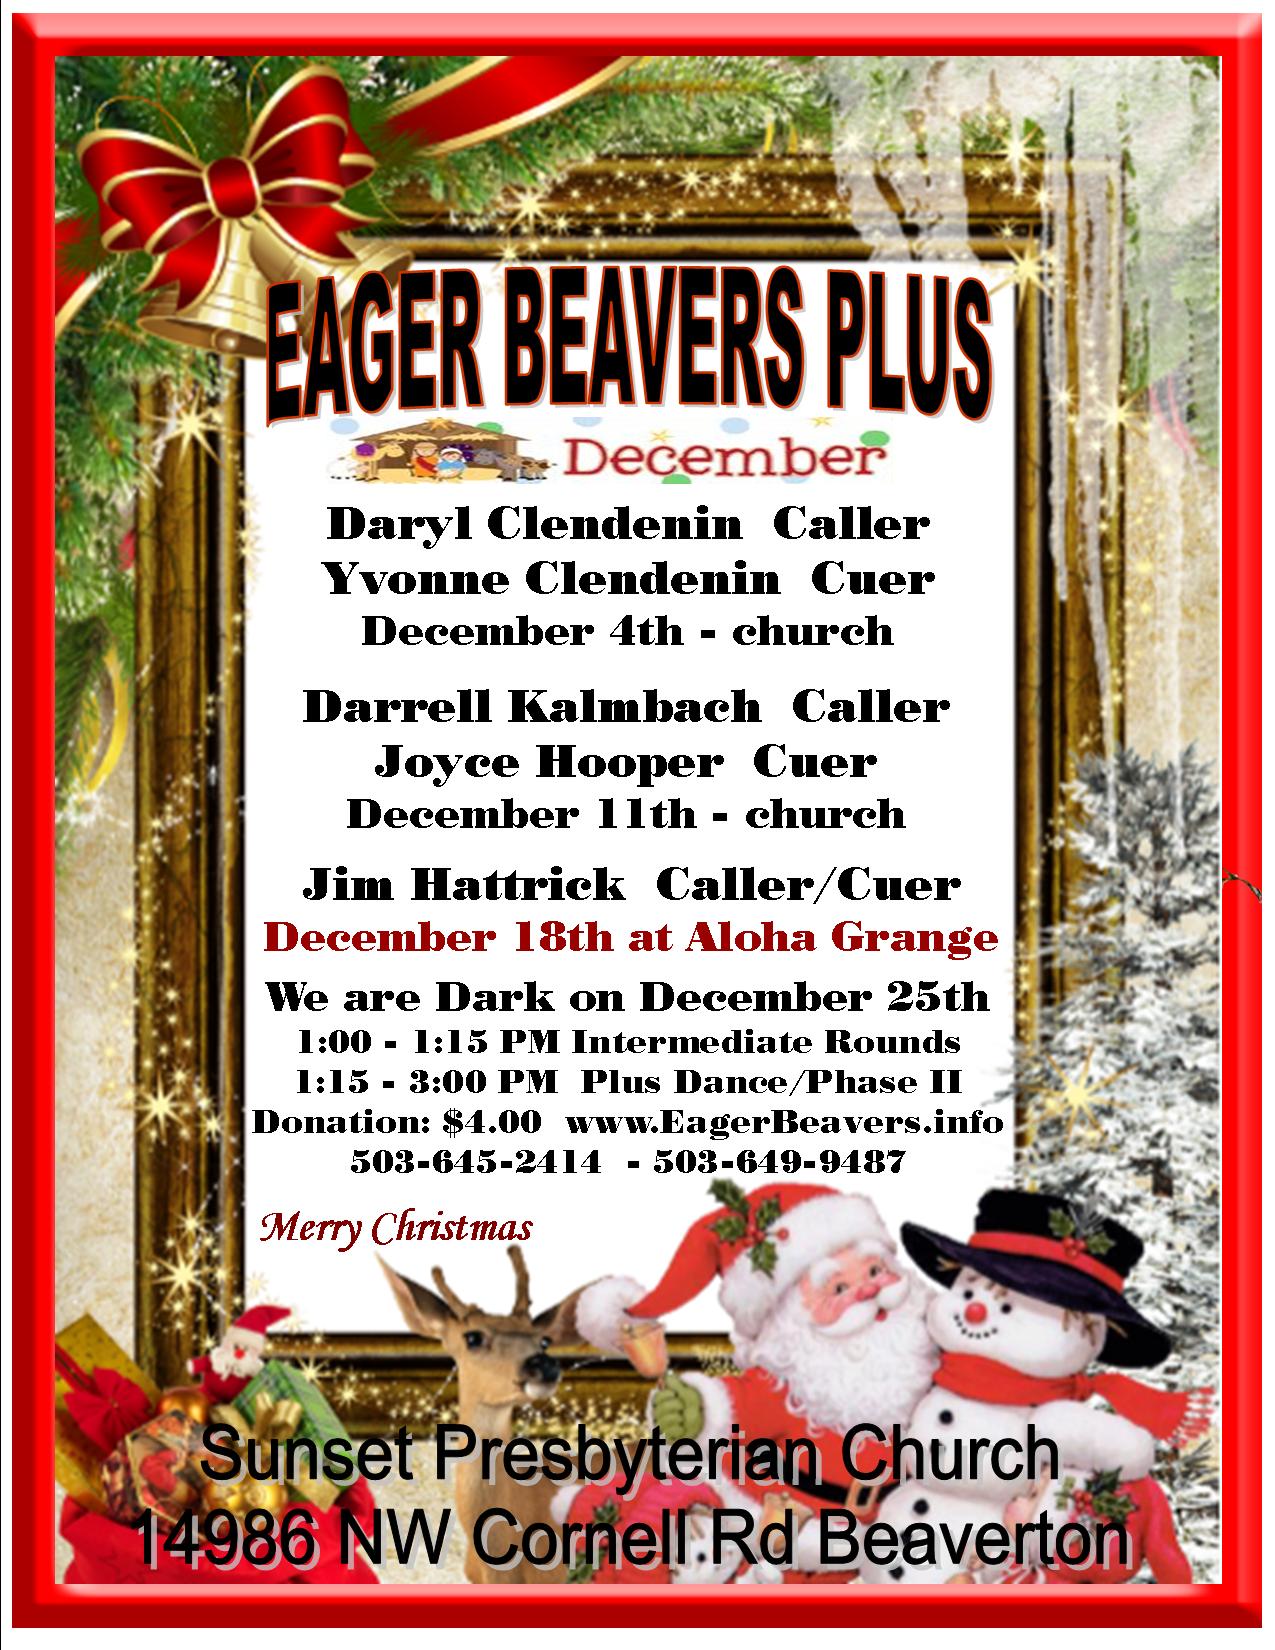 EAGER BEAVERS PLUS
December
Daryl Clendenin  Caller
Yvonne Clendenin  Cuer
December 4th - church
Darrell Kalmbach  Caller
Joyce Hooper  Cuer
December 11th - church
Jim Hattrick  Caller/Cuer
December 18th at Aloha Grange
We are Dark on December 25th
1:00 - 1:15 PM Intermediate Rounds
1:15 - 3:00 PM  Plus Dance/Phase II
Donation: $4.00  www.EagerBeavers.info
503-645-2414  - 503-649-9487
Merry Christmas
Sunset Presbyterian Church
14986 NW Cornell Rd Beaverton